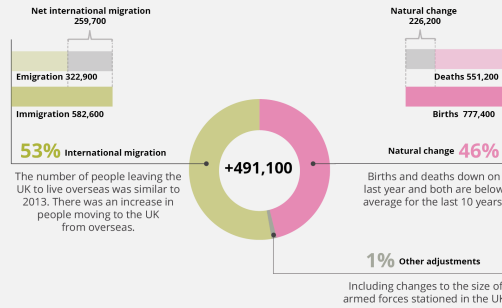 Net international migration
259,700
Emigration 322,900
Immigration 582,600
53% International migration
The number of people leaving the
UK to live overseas was similar to
2013. There was an increase in
people moving to the UK
from overseas.
+491,100
Natural change
226,200
Deaths 551,200
Births 777,400
Natural change 46%
Births and deaths down on
last year and both are below
average for the last 10 years
1% Other adjustments
Including changes to the size of
armed forces stationed in the UK